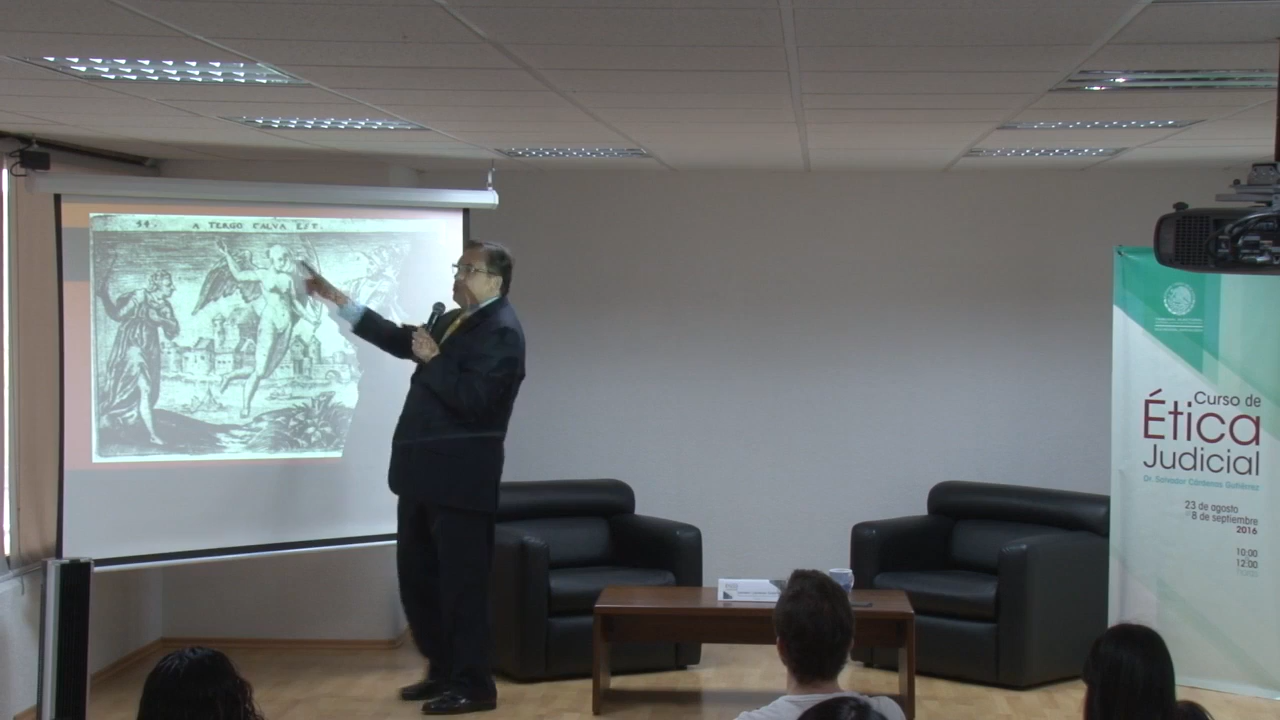 44. A TERGO CALVA EST.
Curso de
Ética
Judicial
Dr. Salvador Cárdenas Gutiérrez
23 de agosto
8 de septiembre
2016
10:00
12:00